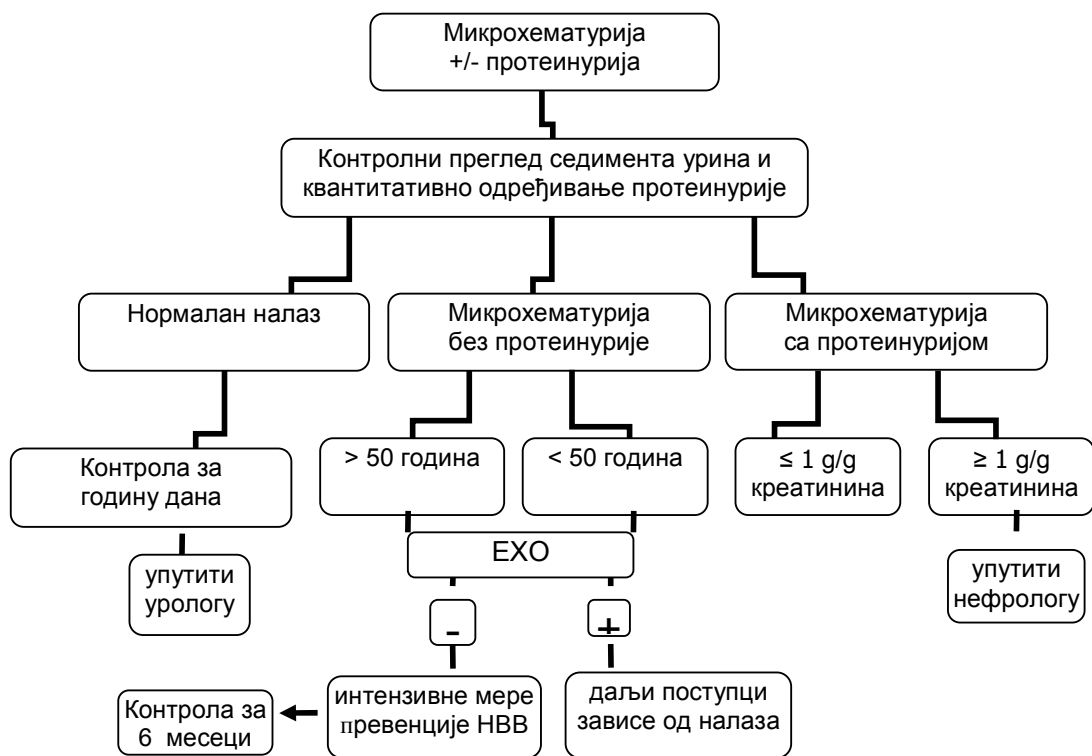 Микрохематурија
+/- протеинурија
Контролни преглед седимента урина и
квантитативно одређивање протеинурије
Нормалан налаз
Микрохематурија
без протеинурије
Микрохематурија
са протеинуријом
Контрола за
годину дана
> 50 година
< 50 година
≤ 1 g/g
креатинина
≥ 1 g/g
креатинина
ЕХО
упутити
урологу
упутити
нефрологу
-
+
Контрола за
6 месеци
интензивне мере
превенције НВВ
даљи поступци
зависе од налаза